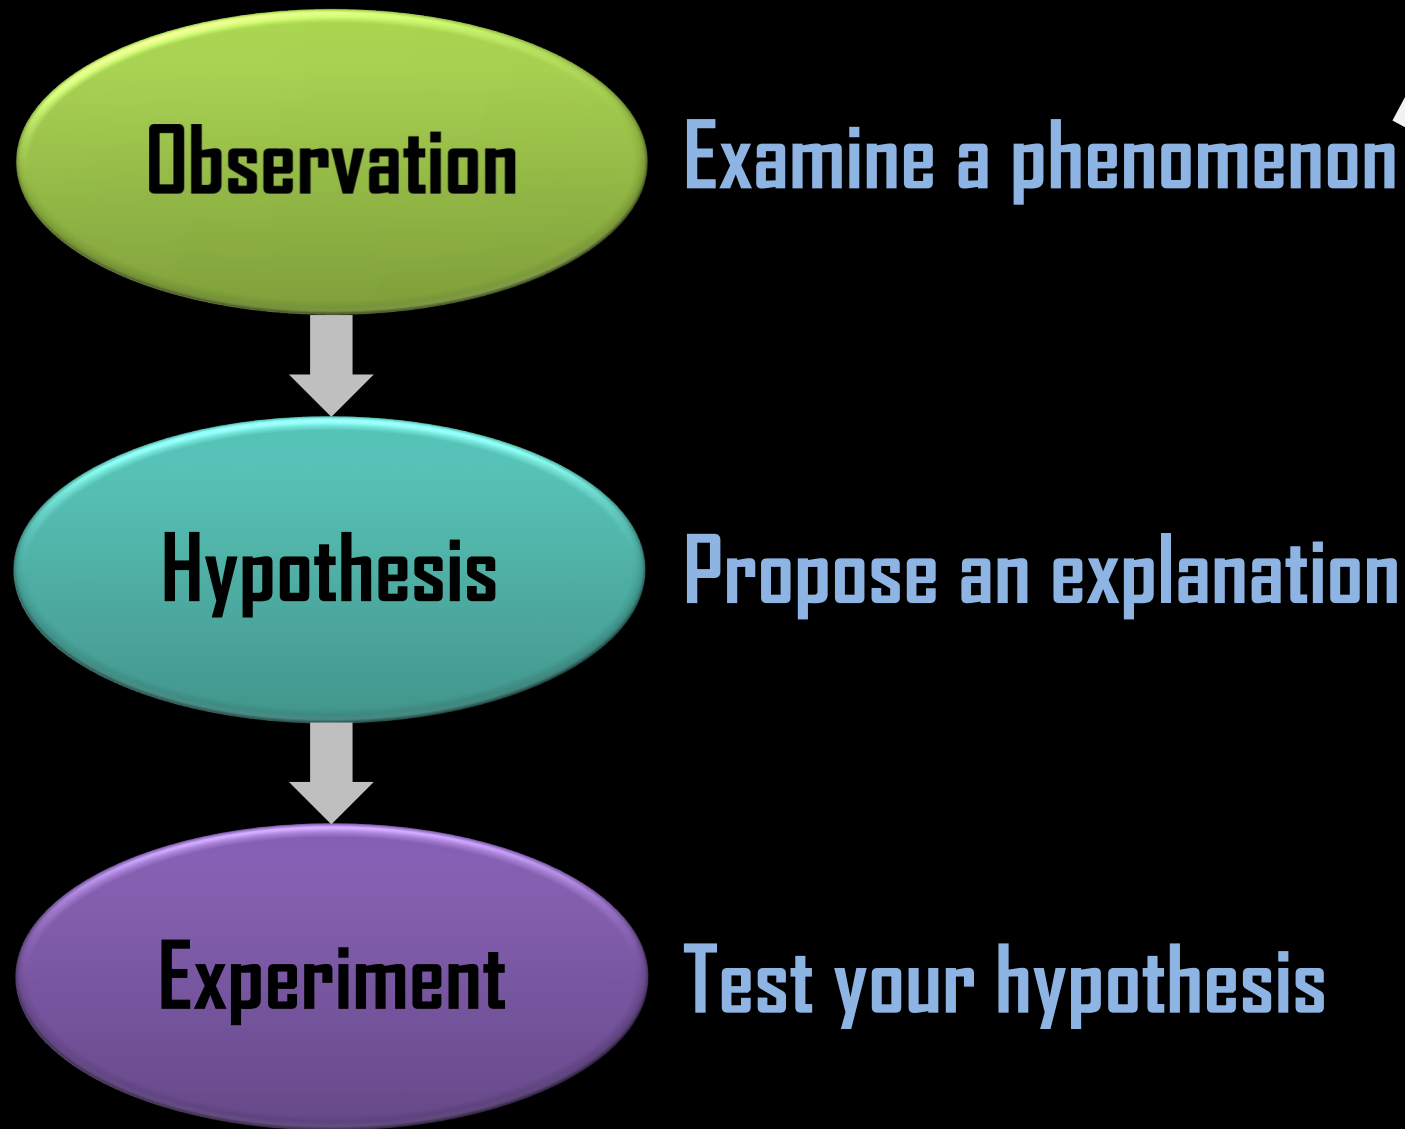 Observation
Examine a phenomenon
Hypothesis
Propose an explanation
Experiment
Test your hypothesis